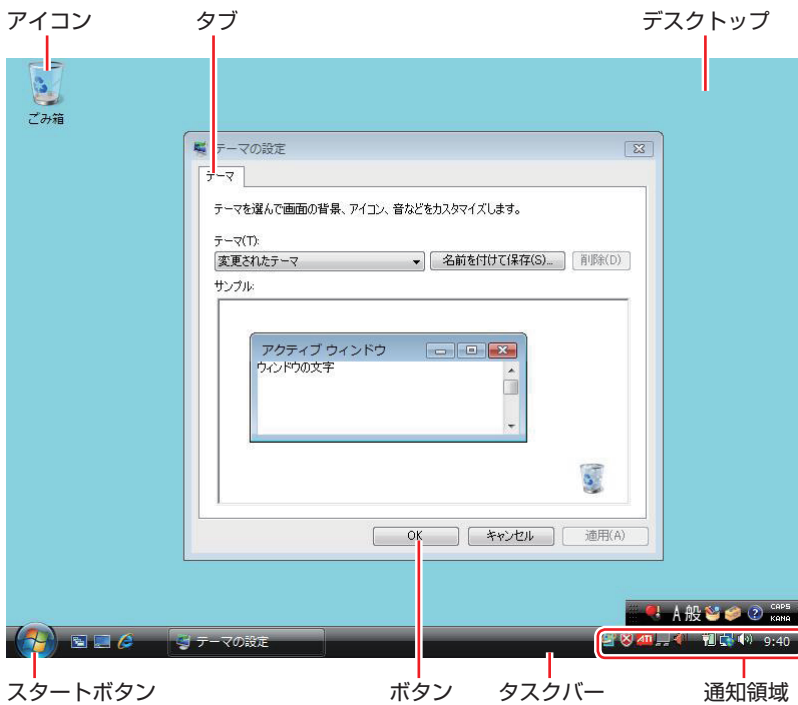 アイコン タブ デスクトップ
ごみ箱
テーマの設定
テーマ
テーマを選んで画面の背景、アイコン、音などをカスタマイズします。
テーマ(T):
変更されたテーマ 名前を付けて保存(S)... 削除(D)
サンプル:
アクティブ ウィンドウ
ウィンドウの文字
OK キャンセル 適用(A)
A 般 ? CAPS
KANA
テーマの設定 ATI 9:40
スタートボタン ボタン タスクバー 通知領域